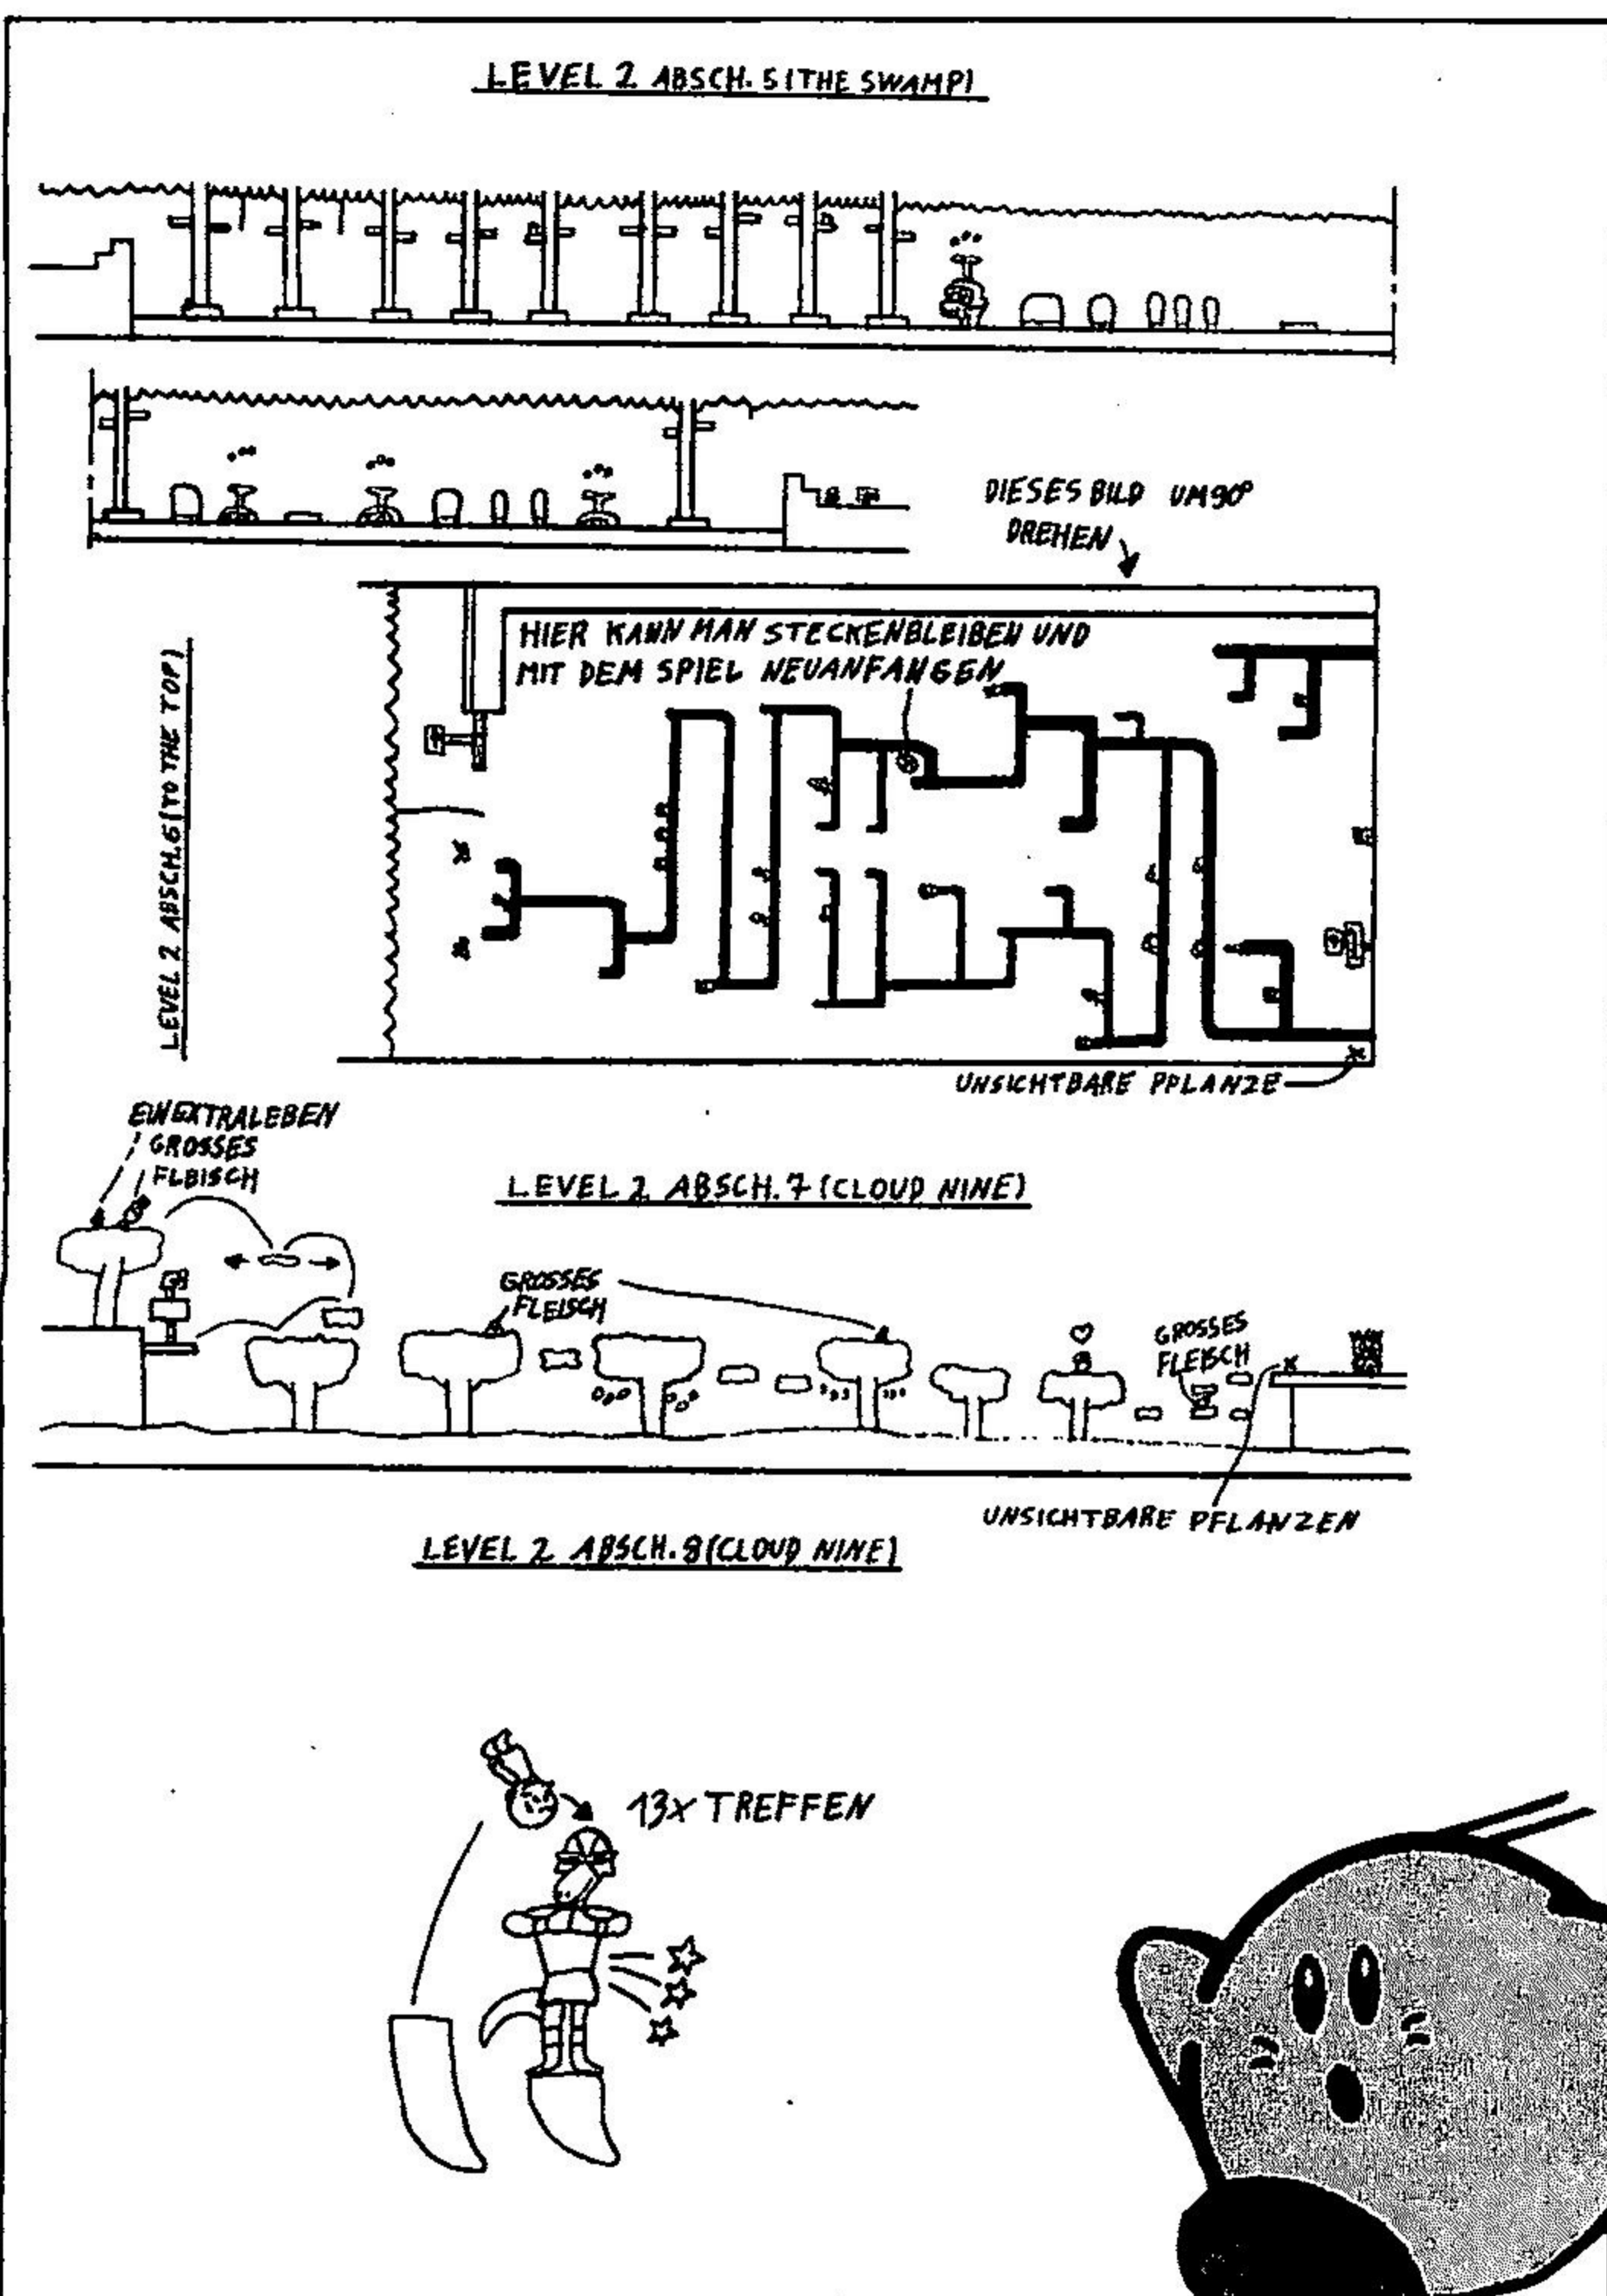 LEVEL 2 ABSCH. 5 (THE SWAMP)
DIESES BILD UM 90°
DREHEN
HIER KANN MAN STECKENBLEIBEN UND
MIT DEM SPIEL NEUANFANGEN
LEVEL 2 ABSCH. 6 (TO THE TOP)
UNSICHTBARE PFLANZE
EIN EXTRALEBEN
GROSSES
FLEISCH
LEVEL 2 ABSCH. 7 (CLOUD NINE)
GROSSES
FLEISCH
GROSSES
FLEISCH
UNSICHTBARE PFLANZEN
LEVEL 2 ABSCH. 8 (CLOUD NINE)
13X TREFFEN